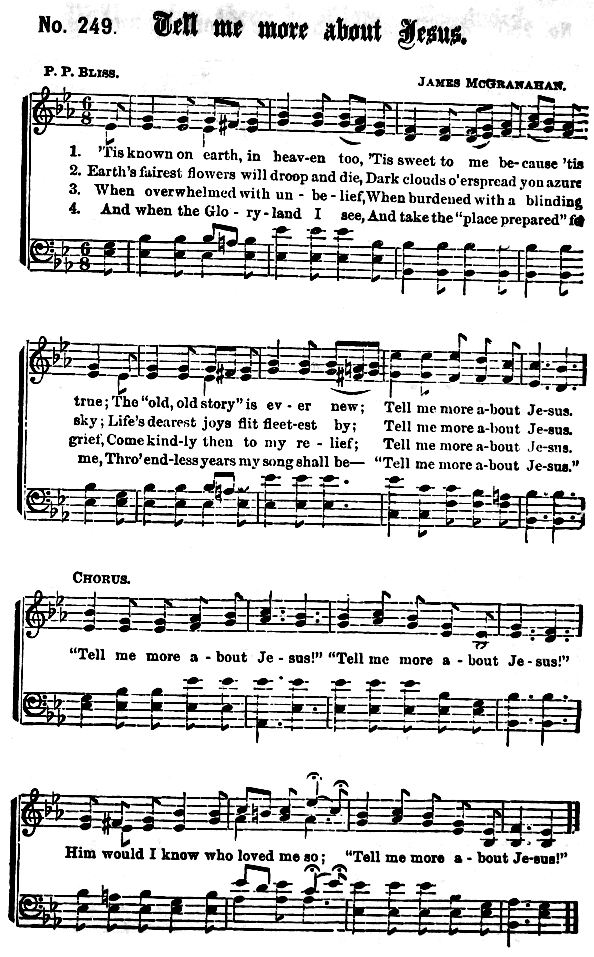 No. 249. Tell me more about Jesus.
P. P. BLISS. JAMES MCGRANAHAN.
1. 'Tis known on earth, in heav-en too, 'Tis sweet to me be-cause 'tis
2. Earth's fairest flowers will droop and die, Dark clouds o'erspread yon azure
3. When overwhelmed with un - be - lief, When burdened with a blinding
4. And when the Glo - ry-land I see, And take the "place prepared" for
true; The "old, old story" is ev - er new; Tell me more a-bout Je-sus.
sky; Life's dearest joys flit fleet-est by; Tell me more a-bout Je-sus.
grief, Come kind-ly then to my re - lief; Tell me more a-bout Je-sus.
me, Thro' end-less years my song shall be— "Tell me more a-bout Je-sus."
CHORUS.
"Tell me more a - bout Je - sus!" "Tell me more a - bout Je - sus!"
Him would I know who loved me so; "Tell me more a - bout Je-sus!"